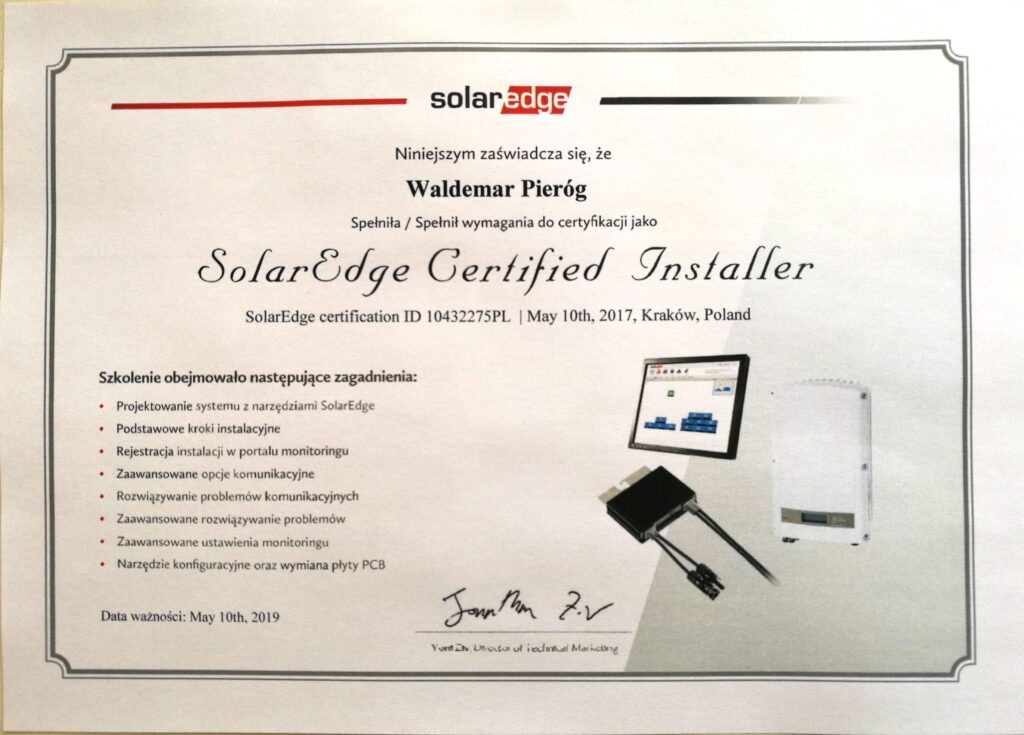 solaredge
Niniejszym zaświadcza się, że
Waldemar Pieróg
Spełniła / Spełnił wymagania do certyfikacji jako
SolarEdge Certified Installer
SolarEdge certification ID 10432275PL | May 10th, 2017, Kraków, Poland
Szkolenie obejmowało następujące zagadnienia:
• Projektowanie systemu z narzędziami SolarEdge
• Podstawowe kroki instalacyjne
• Rejestracja instalacji w portalu monitoringu
• Zaawansowane opcje komunikacyjne
• Rozwiązywanie problemów komunikacyjnych
• Zaawansowane rozwiązywanie problemów
• Zaawansowane ustawienia monitoringu
• Narzędzie konfiguracyjne oraz wymiana płyty PCB
Data ważności: May 10th, 2019
Director of Technical Marketing